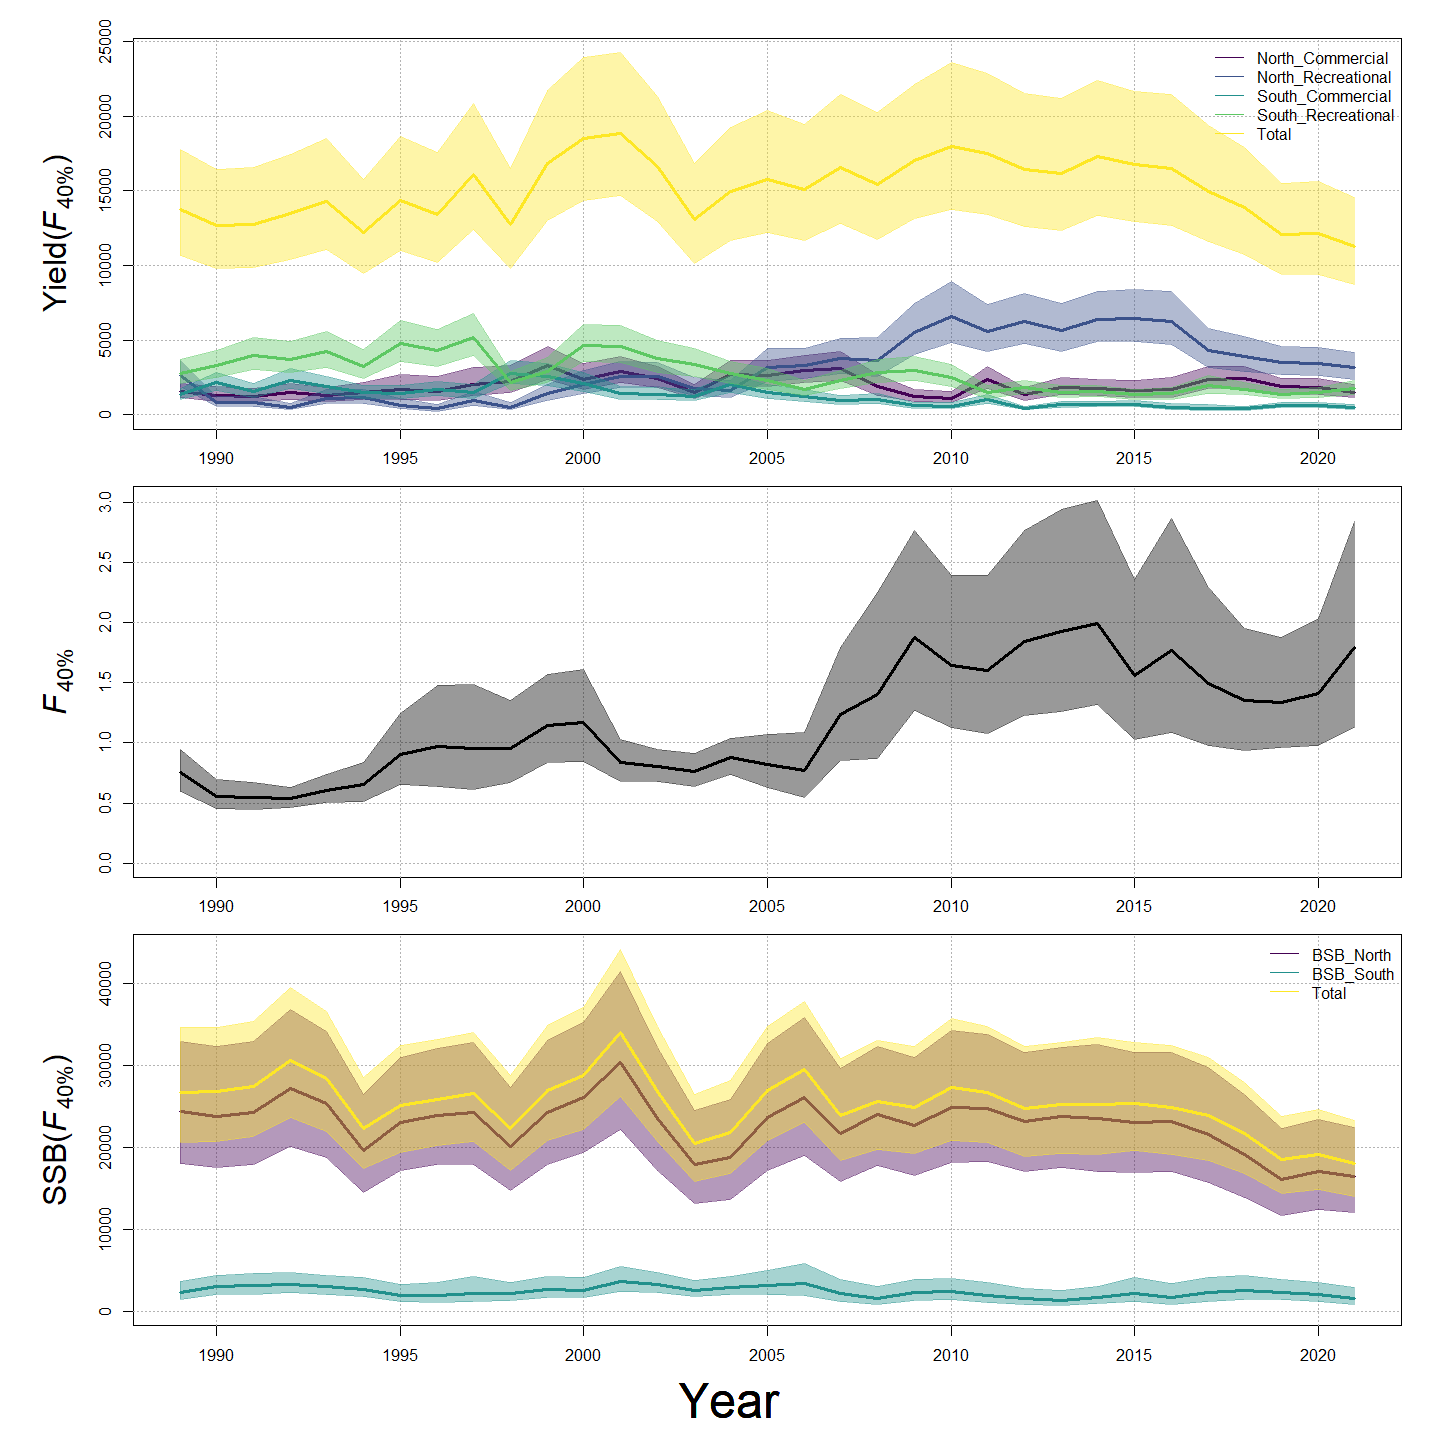 Yield(F40%)
0
5000
10000
15000
20000
25000
North_Commercial
North_Recreational
South_Commercial
South_Recreational
Total
1990 1995 2000 2005 2010 2015 2020
F40%
0.0
0.5
1.0
1.5
2.0
2.5
3.0
1990 1995 2000 2005 2010 2015 2020
SSB(F40%)
0
10000
20000
30000
40000
BSB_North
BSB_South
Total
1990 1995 2000 2005 2010 2015 2020
Year